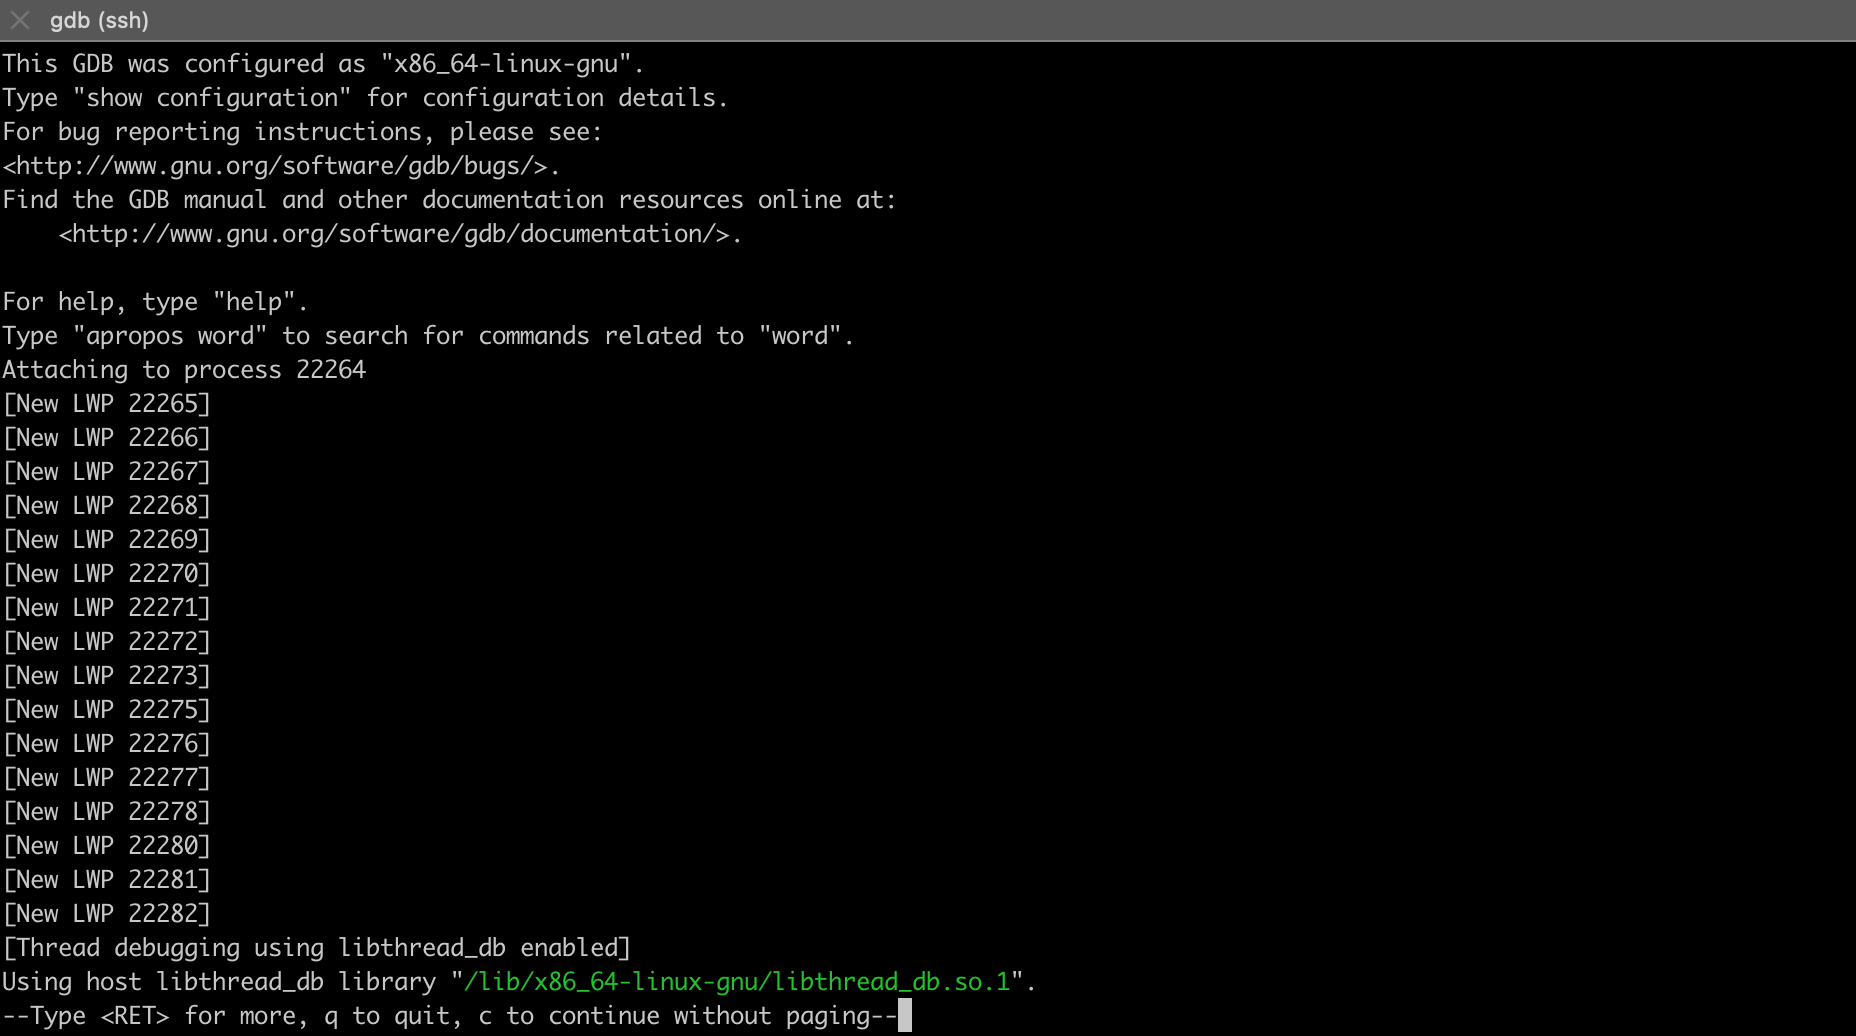 gdb (ssh)
This GDB was configured as "x86_64-linux-gnu".
Type "show configuration" for configuration details.
For bug reporting instructions, please see:
<http://www.gnu.org/software/gdb/bugs/>.
Find the GDB manual and other documentation resources online at:
    <http://www.gnu.org/software/gdb/documentation/>.

For help, type "help".
Type "apropos word" to search for commands related to "word".
Attaching to process 22264
[New LWP 22265]
[New LWP 22266]
[New LWP 22267]
[New LWP 22268]
[New LWP 22269]
[New LWP 22270]
[New LWP 22271]
[New LWP 22272]
[New LWP 22273]
[New LWP 22275]
[New LWP 22276]
[New LWP 22277]
[New LWP 22278]
[New LWP 22280]
[New LWP 22281]
[New LWP 22282]
[Thread debugging using libthread_db enabled]
Using host libthread_db library "/lib/x86_64-linux-gnu/libthread_db.so.1".
--Type <RET> for more, q to quit, c to continue without paging--